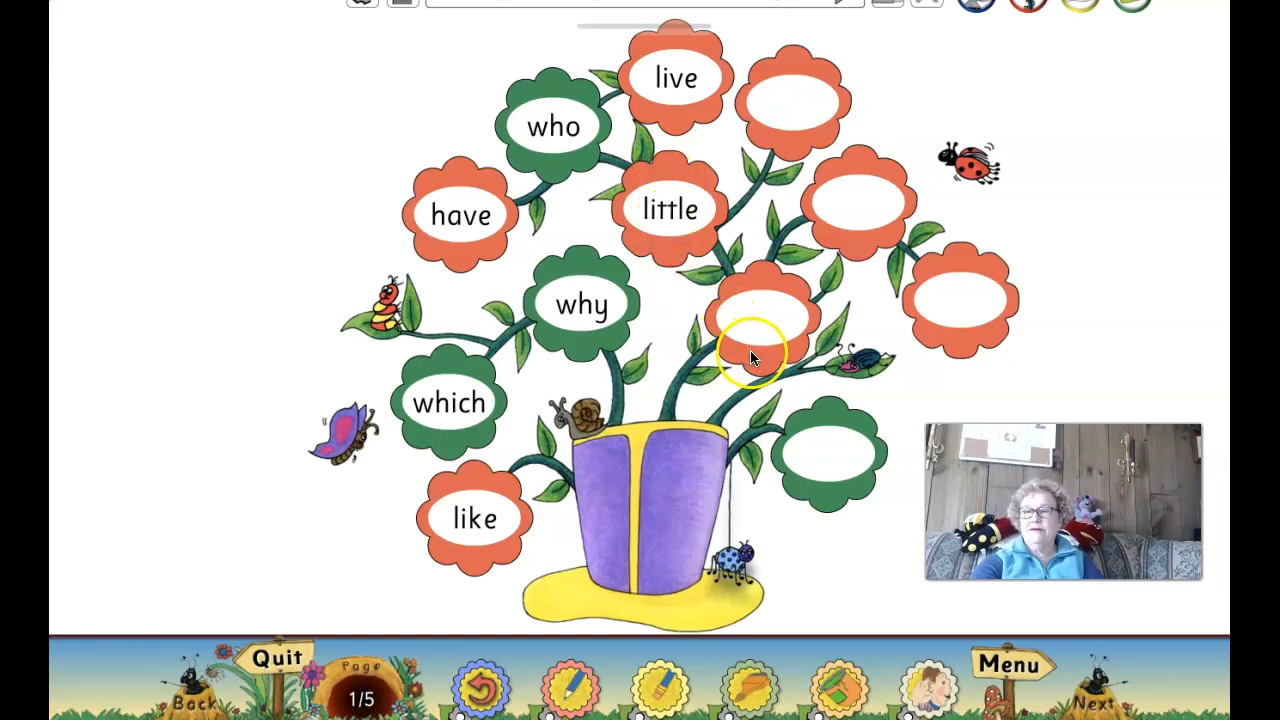 live
who
little
have
why
which
like
Quit
Page
1/5
Menu
Back
Next